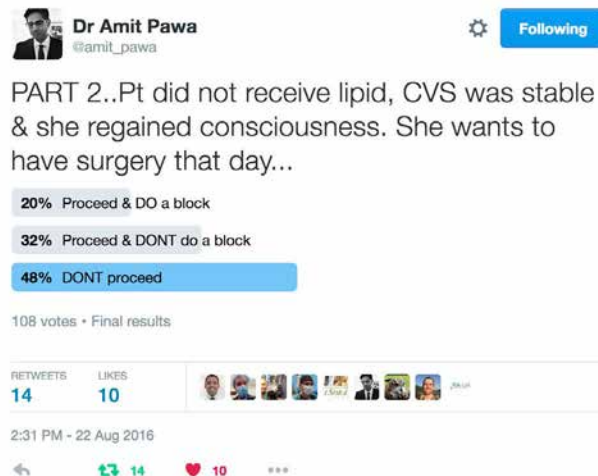 Dr Amit Pawa
@amit_pawa
Following
PART 2..Pt did not receive lipid, CVS was stable
& she regained consciousness. She wants to
have surgery that day...
20% Proceed & DO a block
32% Proceed & DONT do a block
48% DONT proceed
108 votes • Final results
RETWEETS LIKES
14 10
2:31 PM - 22 Aug 2016
14 10